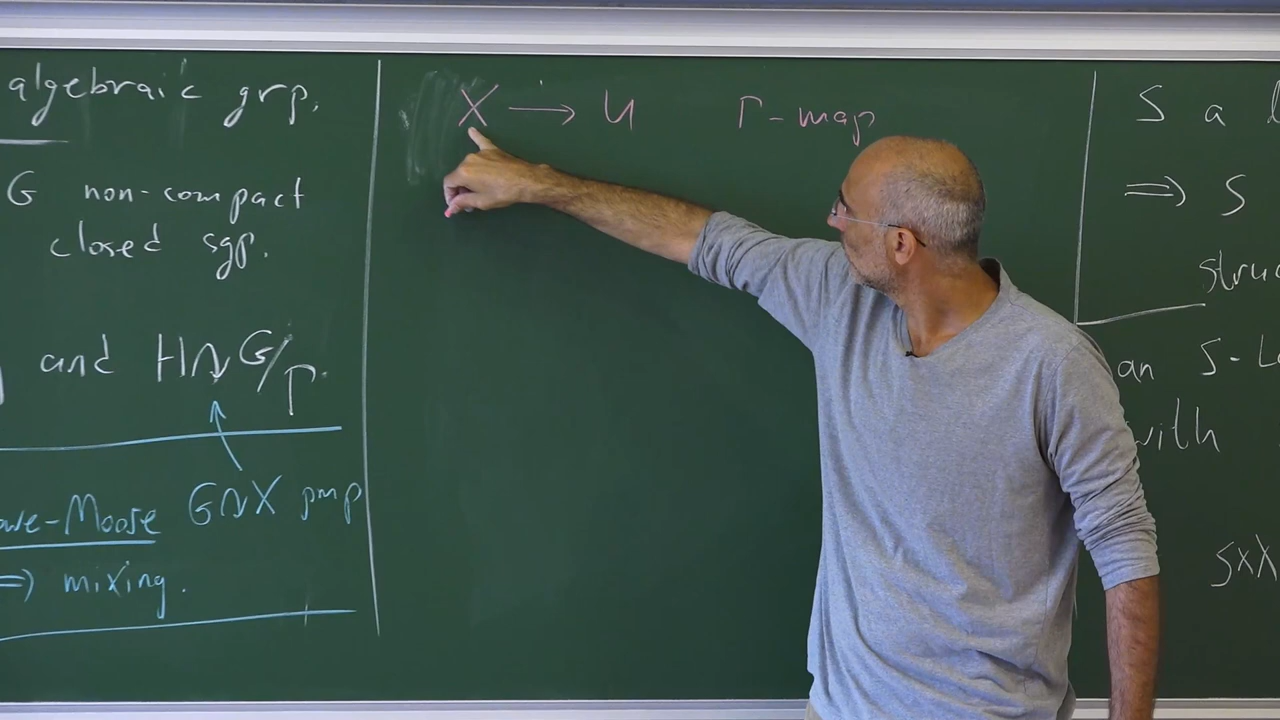 algebraic grp.
G non-compact
closed sgp.
and H↷G/Γ.
Howe-Moore G↷X pmp
⇒ mixing.
X → U Γ-map
S a
⇒ S
struc
an S-
with
S×X